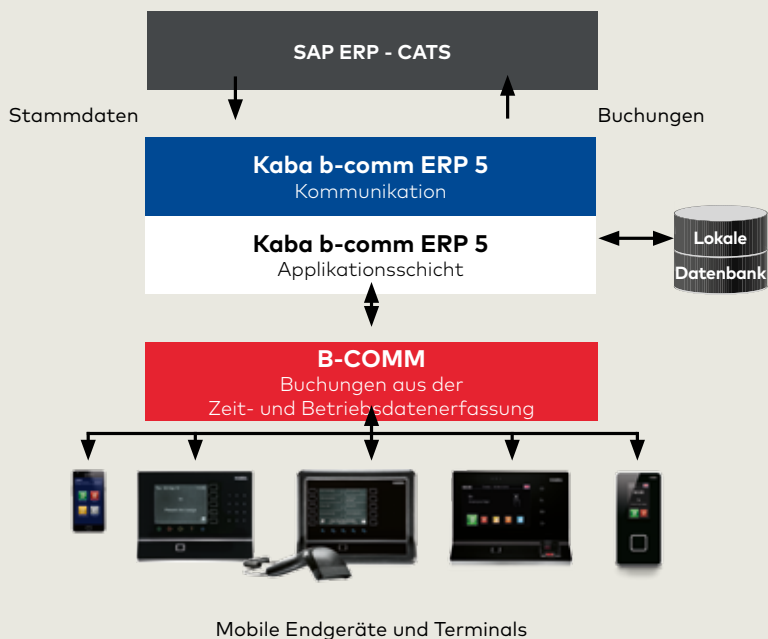 SAP ERP - CATS
Stammdaten
Buchungen
Kaba b-comm ERP 5
Kommunikation
Kaba b-comm ERP 5
Applikationsschicht
Lokale
Datenbank
B-COMM
Buchungen aus der
Zeit- und Betriebsdatenerfassung
Mobile Endgeräte und Terminals